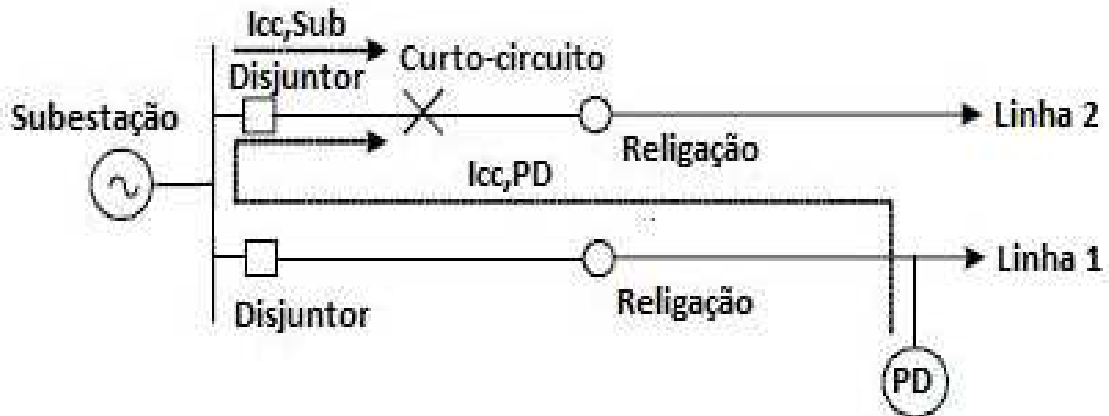 Icc,Sub
Disjuntor
Curto-circuito
Subestação
Linha 2
Religação
Icc,PD
Linha 1
Religação
Disjuntor
PD